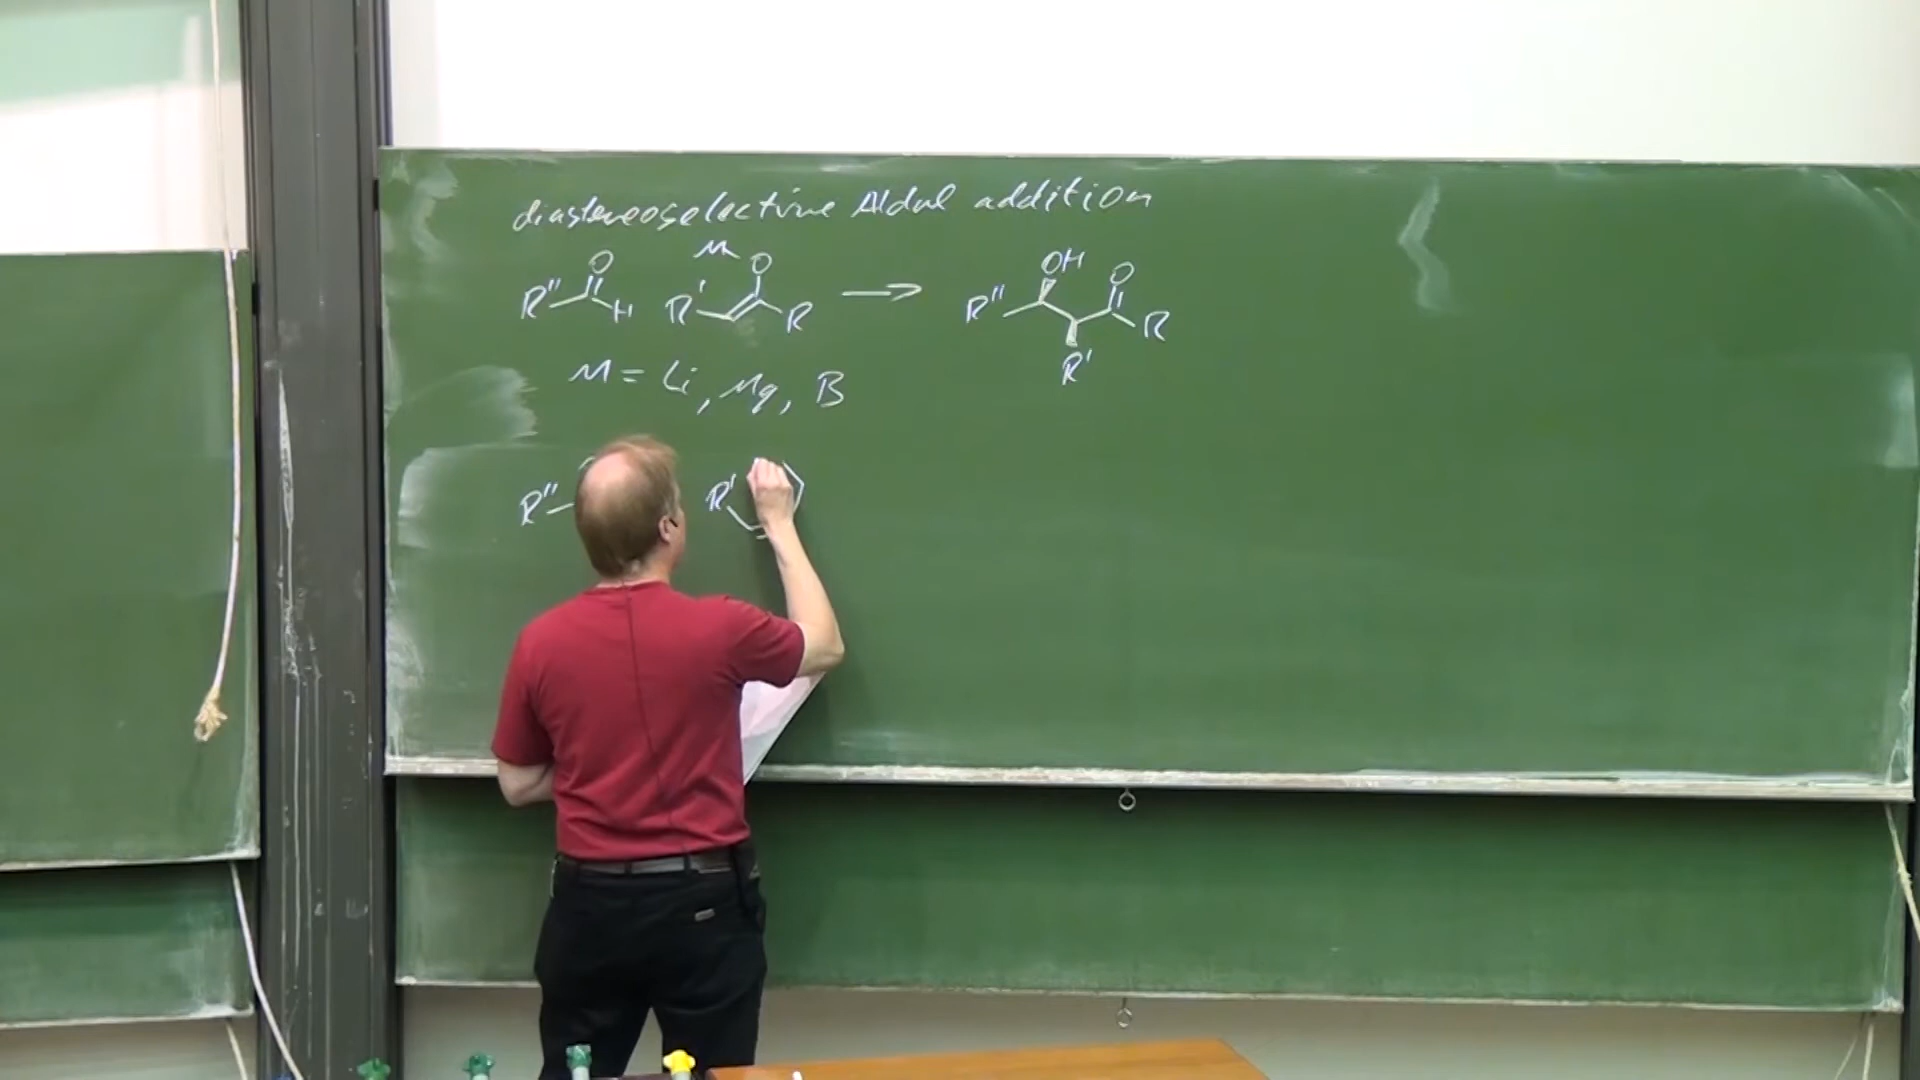 diastereoselective Aldol addition
M
O O OH O
R'' H R' R → R'' R
R'
M = Li, Mg, B
R'' R'